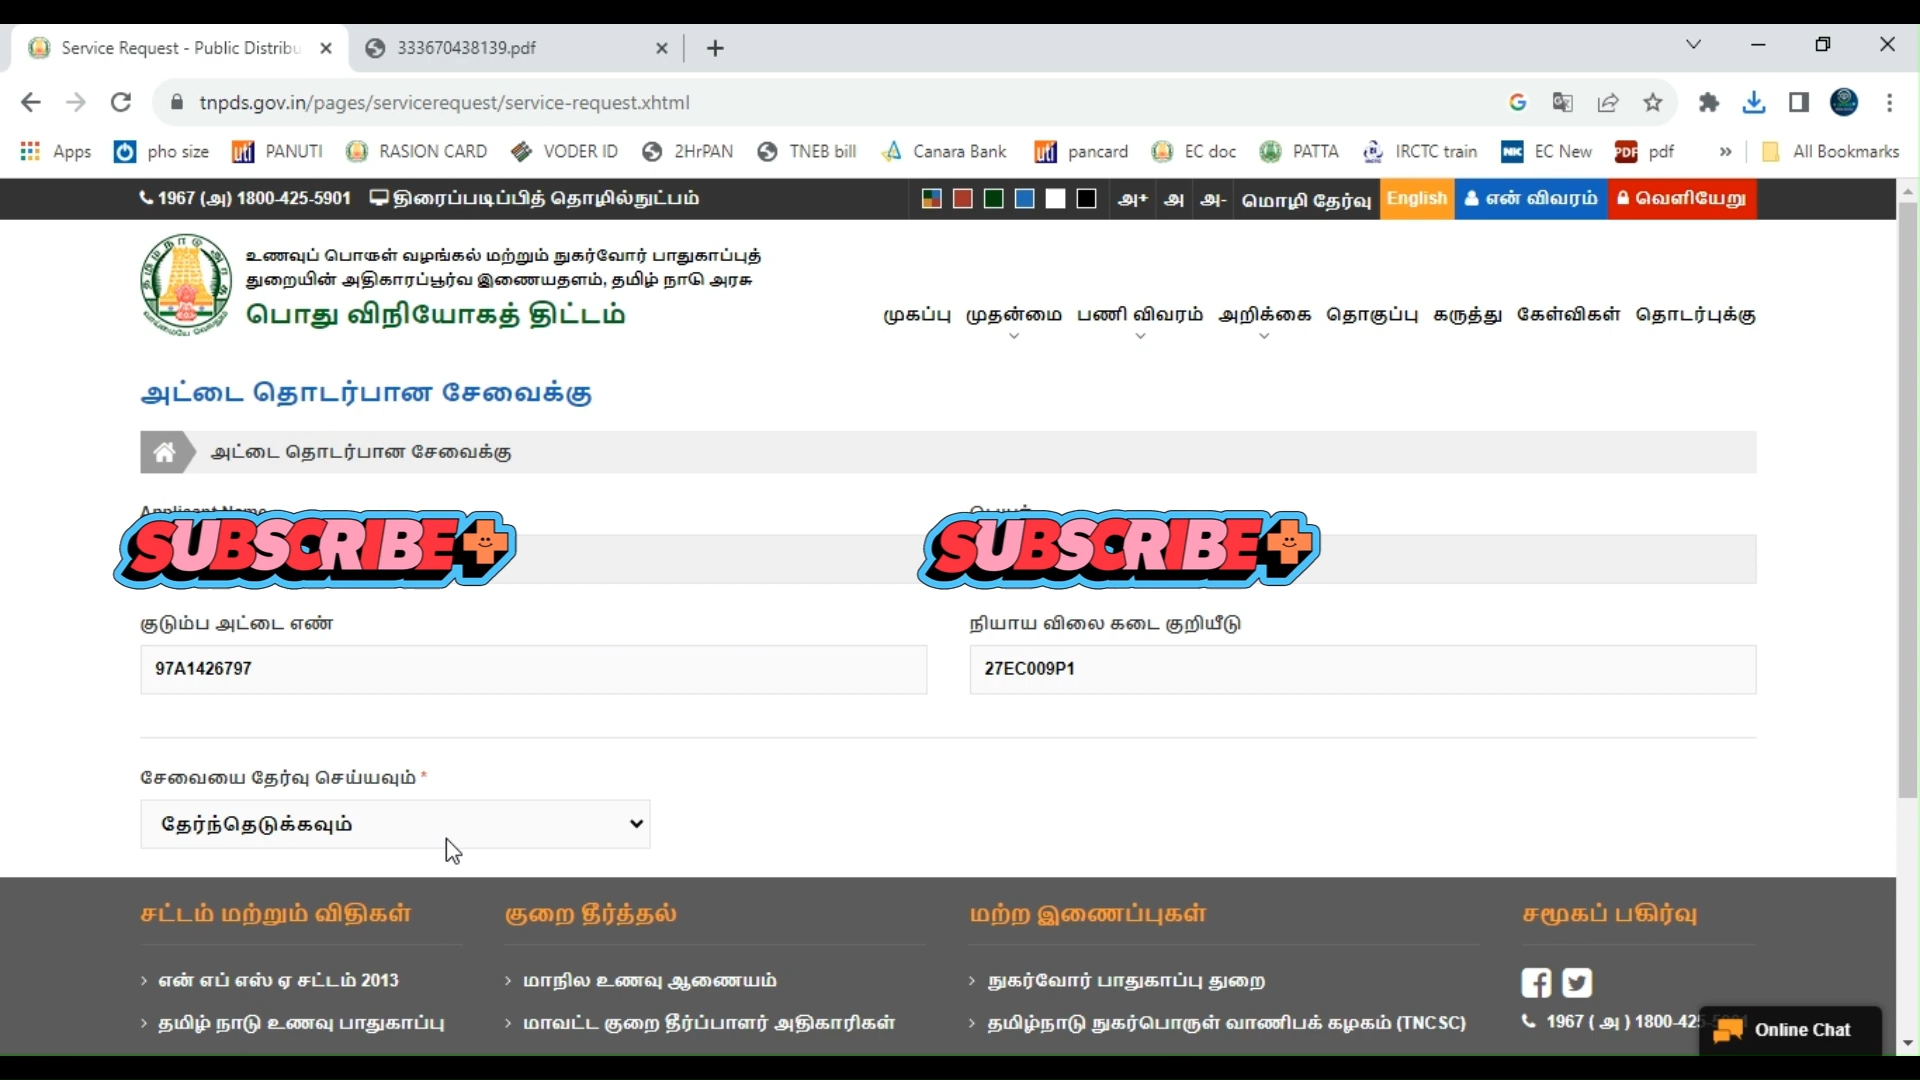 Service Request - Public Distribu
333670438139.pdf
tnpds.gov.in/pages/servicerequest/service-request.xhtml
Apps pho size PANUTI RASION CARD VODER ID 2HrPAN TNEB bill Canara Bank pancard EC doc PATTA IRCTC train EC New pdf » All Bookmarks
1967 (அ) 1800-425-5901 திரைப்படிப்பித் தொழில்நுட்பம் அ+ அ அ- மொழி தேர்வு English என் விவரம் வெளியேறு
உணவுப் பொருள் வழங்கல் மற்றும் நுகர்வோர் பாதுகாப்புத்
துறையின் அதிகாரப்பூர்வ இணையதளம், தமிழ் நாடு அரசு
பொது விநியோகத் திட்டம்
முகப்பு முதன்மை பணி விவரம் அறிக்கை தொகுப்பு கருத்து கேள்விகள் தொடர்புக்கு
அட்டை தொடர்பான சேவைக்கு
அட்டை தொடர்பான சேவைக்கு
Applicant Name
SUBSCRIBE SUBSCRIBE
குடும்ப அட்டை எண் நியாய விலை கடை குறியீடு
97A1426797 27EC009P1
சேவையை தேர்வு செய்யவும் *
தேர்ந்தெடுக்கவும்
சட்டம் மற்றும் விதிகள் குறை தீர்த்தல் மற்ற இணைப்புகள் சமூகப் பகிர்வு
என் எப் எஸ் ஏ சட்டம் 2013 மாநில உணவு ஆணையம் நுகர்வோர் பாதுகாப்பு துறை
தமிழ் நாடு உணவு பாதுகாப்பு மாவட்ட குறை தீர்ப்பாளர் அதிகாரிகள் தமிழ்நாடு நுகர்பொருள் வாணிபக் கழகம் (TNCSC) 1967 ( அ ) 1800-425
Online Chat